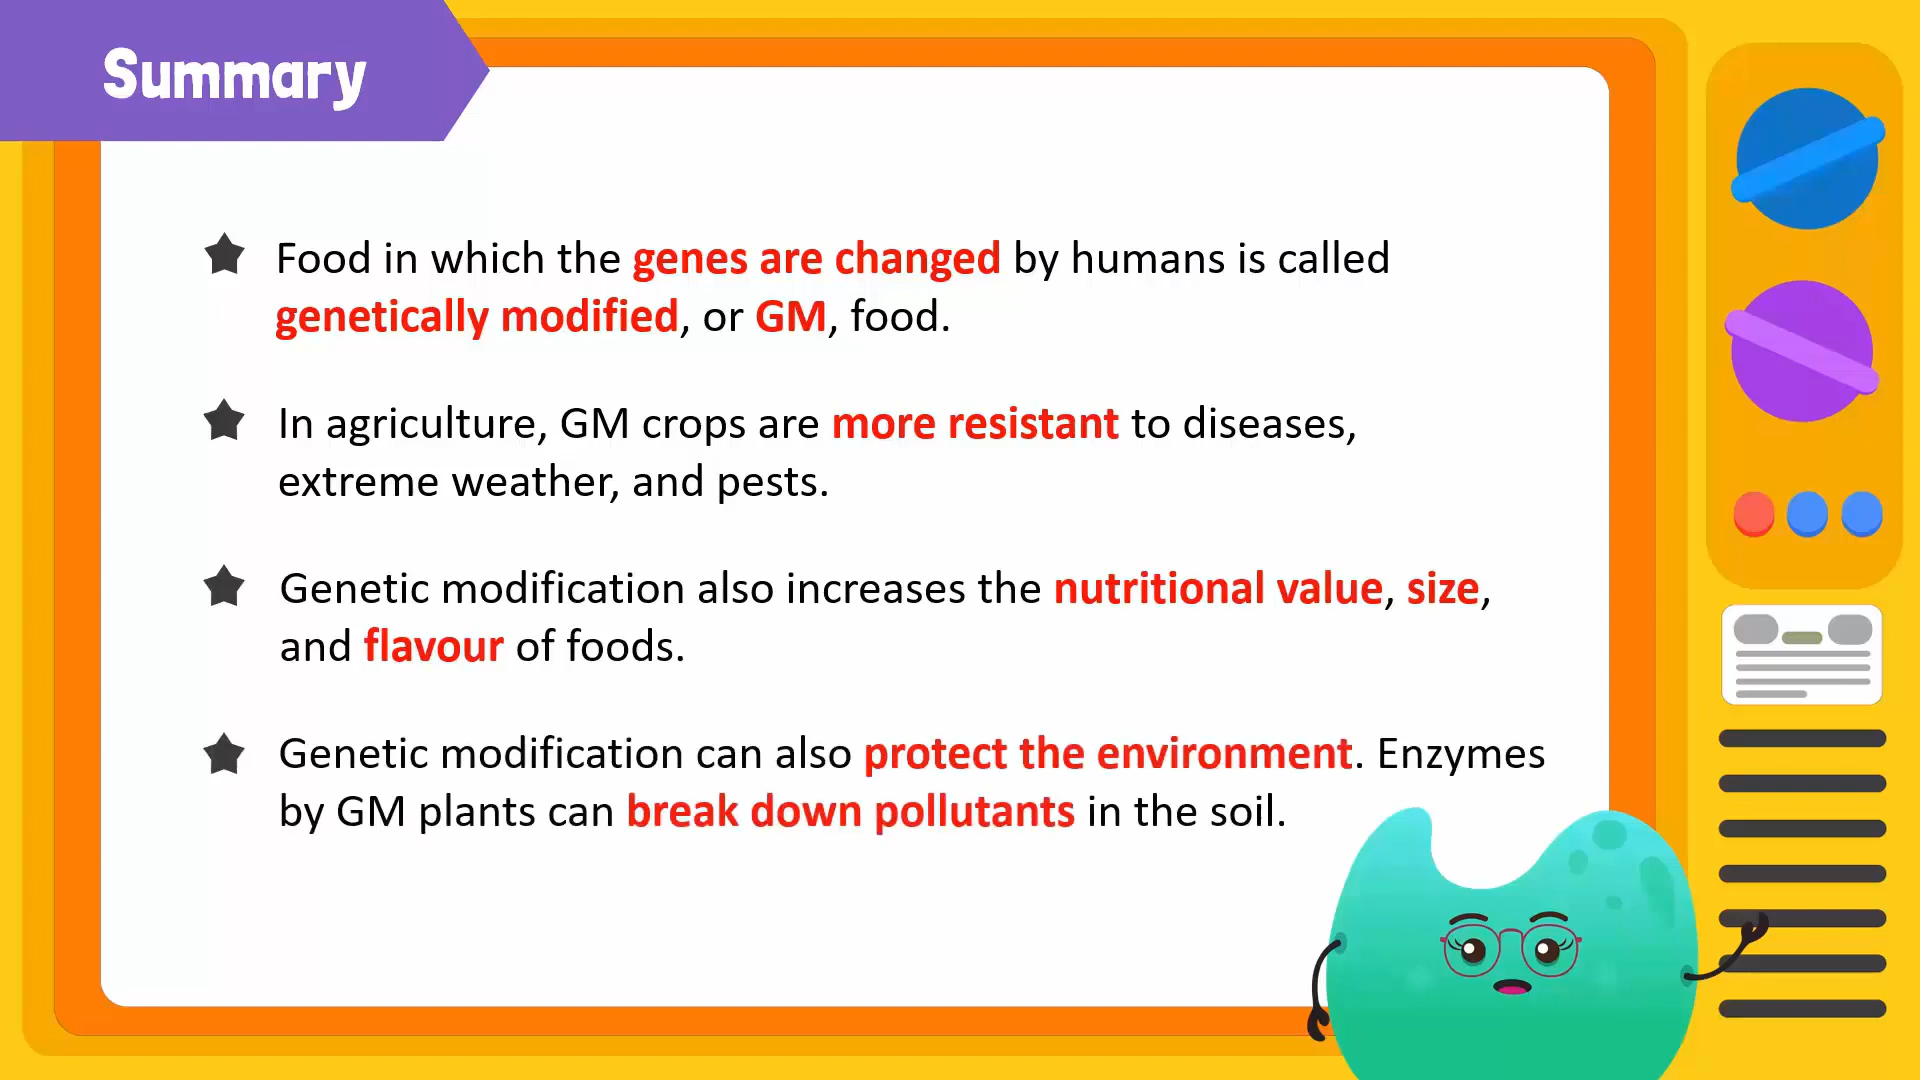 Summary
Food in which the genes are changed by humans is called
genetically modified, or GM, food.
In agriculture, GM crops are more resistant to diseases,
extreme weather, and pests.
Genetic modification also increases the nutritional value, size,
and flavour of foods.
Genetic modification can also protect the environment. Enzymes
by GM plants can break down pollutants in the soil.